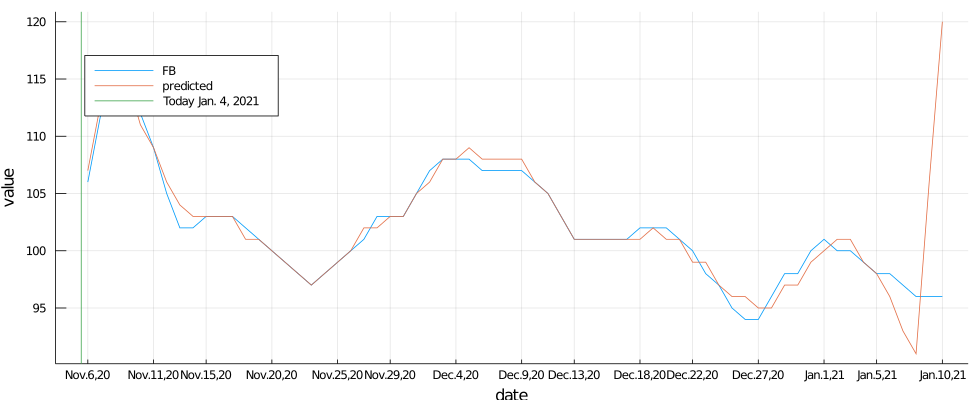 120
115
110
105
100
95
value
FB
predicted
Today Jan. 4, 2021
Nov.6,20 Nov.11,20 Nov.15,20 Nov.20,20 Nov.25,20 Nov.29,20 Dec.4,20 Dec.9,20 Dec.13,20 Dec.18,20 Dec.22,20 Dec.27,20 Jan.1,21 Jan.5,21 Jan.10,21
date